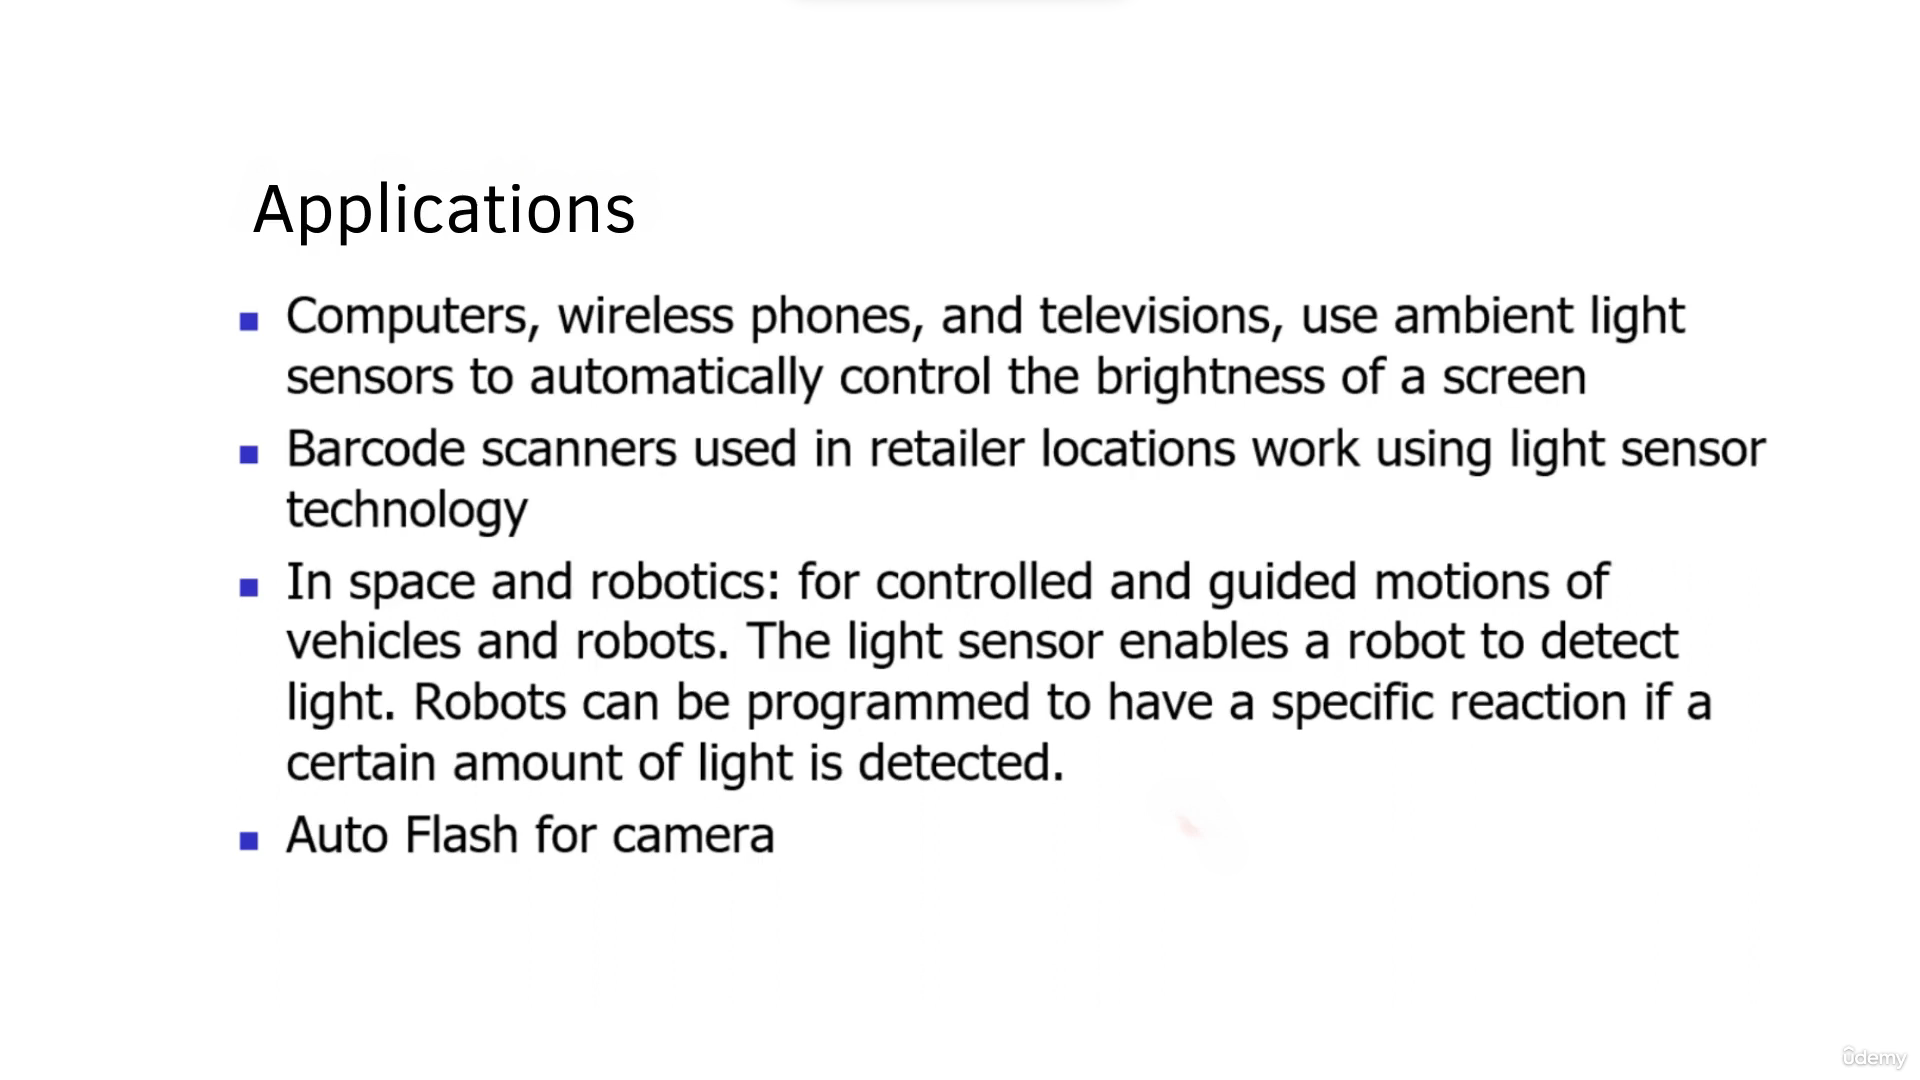 Applications
Computers, wireless phones, and televisions, use ambient light
sensors to automatically control the brightness of a screen
Barcode scanners used in retailer locations work using light sensor
technology
In space and robotics: for controlled and guided motions of
vehicles and robots. The light sensor enables a robot to detect
light. Robots can be programmed to have a specific reaction if a
certain amount of light is detected.
Auto Flash for camera
ûdemy